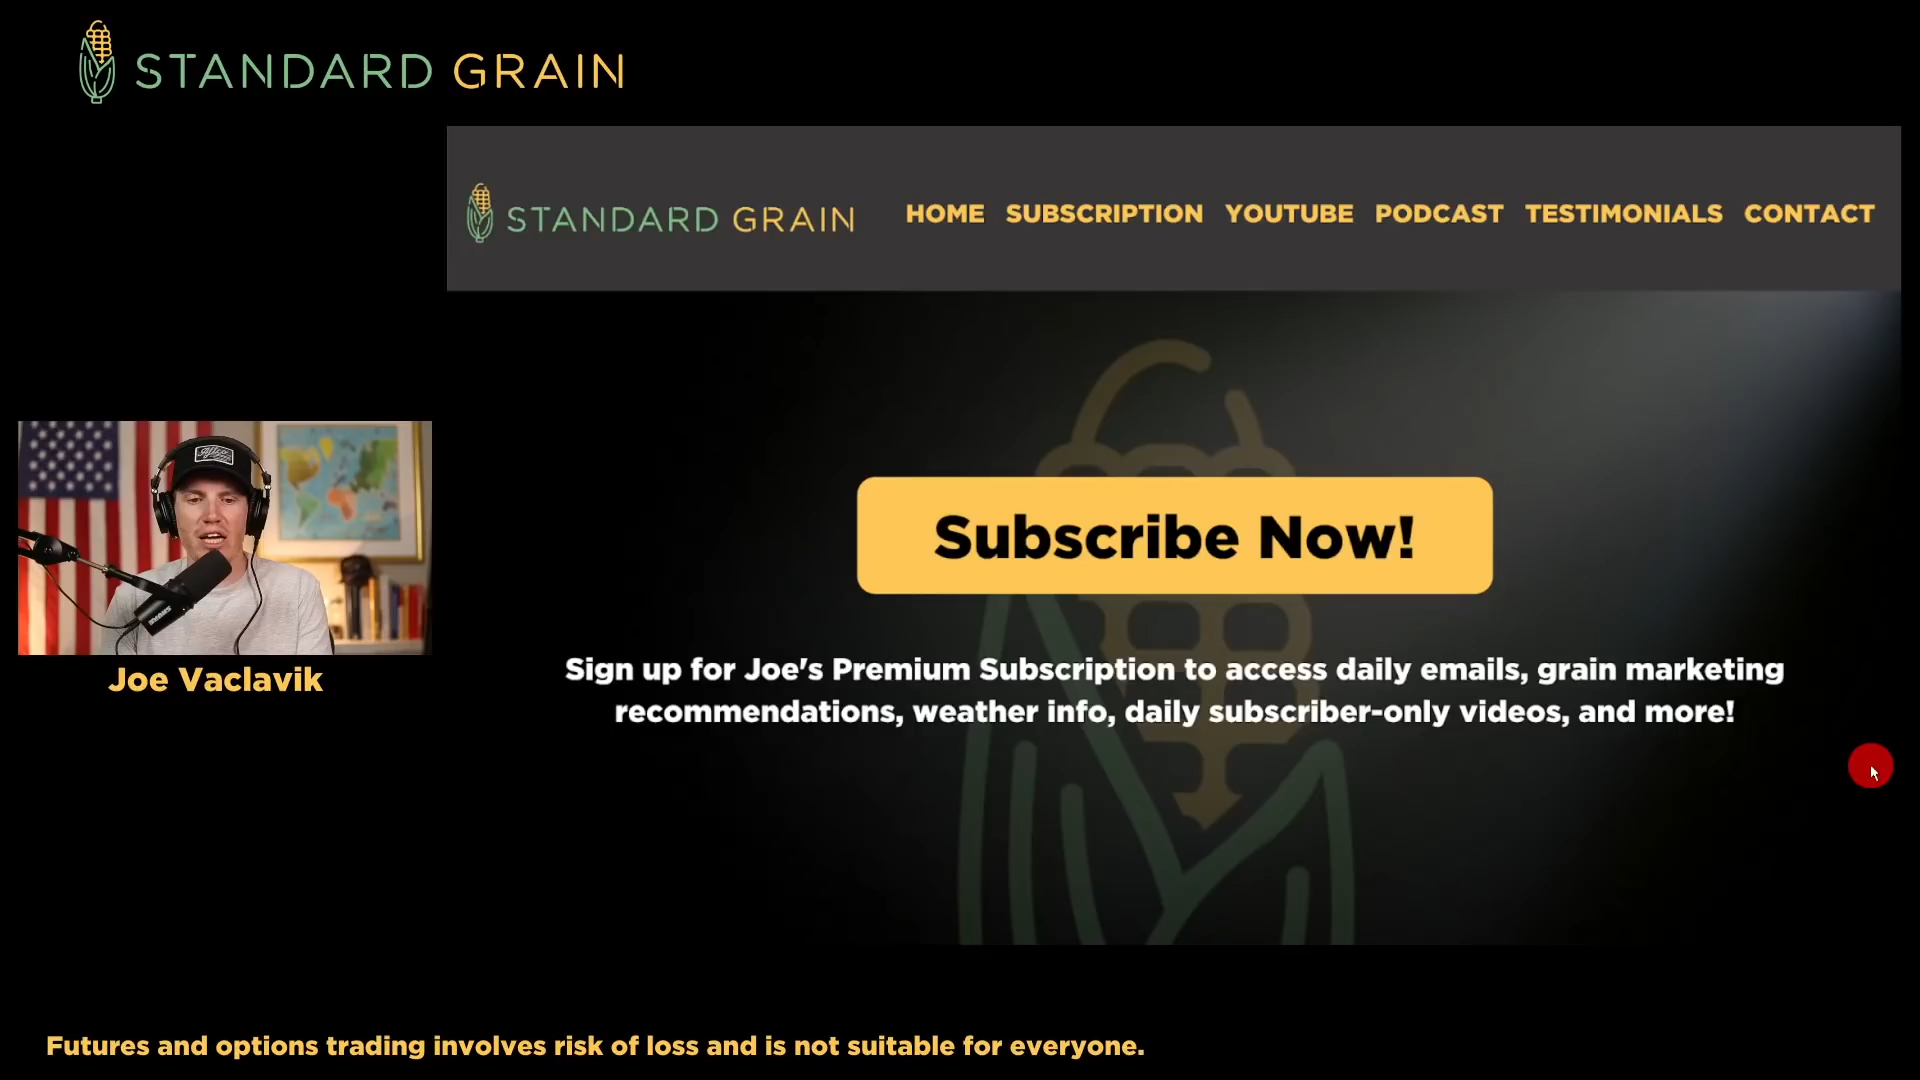 STANDARD GRAIN
STANDARD GRAIN
HOME SUBSCRIPTION YOUTUBE PODCAST TESTIMONIALS CONTACT
Subscribe Now!
Sign up for Joe's Premium Subscription to access daily emails, grain marketing
recommendations, weather info, daily subscriber-only videos, and more!
Joe Vaclavik
Futures and options trading involves risk of loss and is not suitable for everyone.